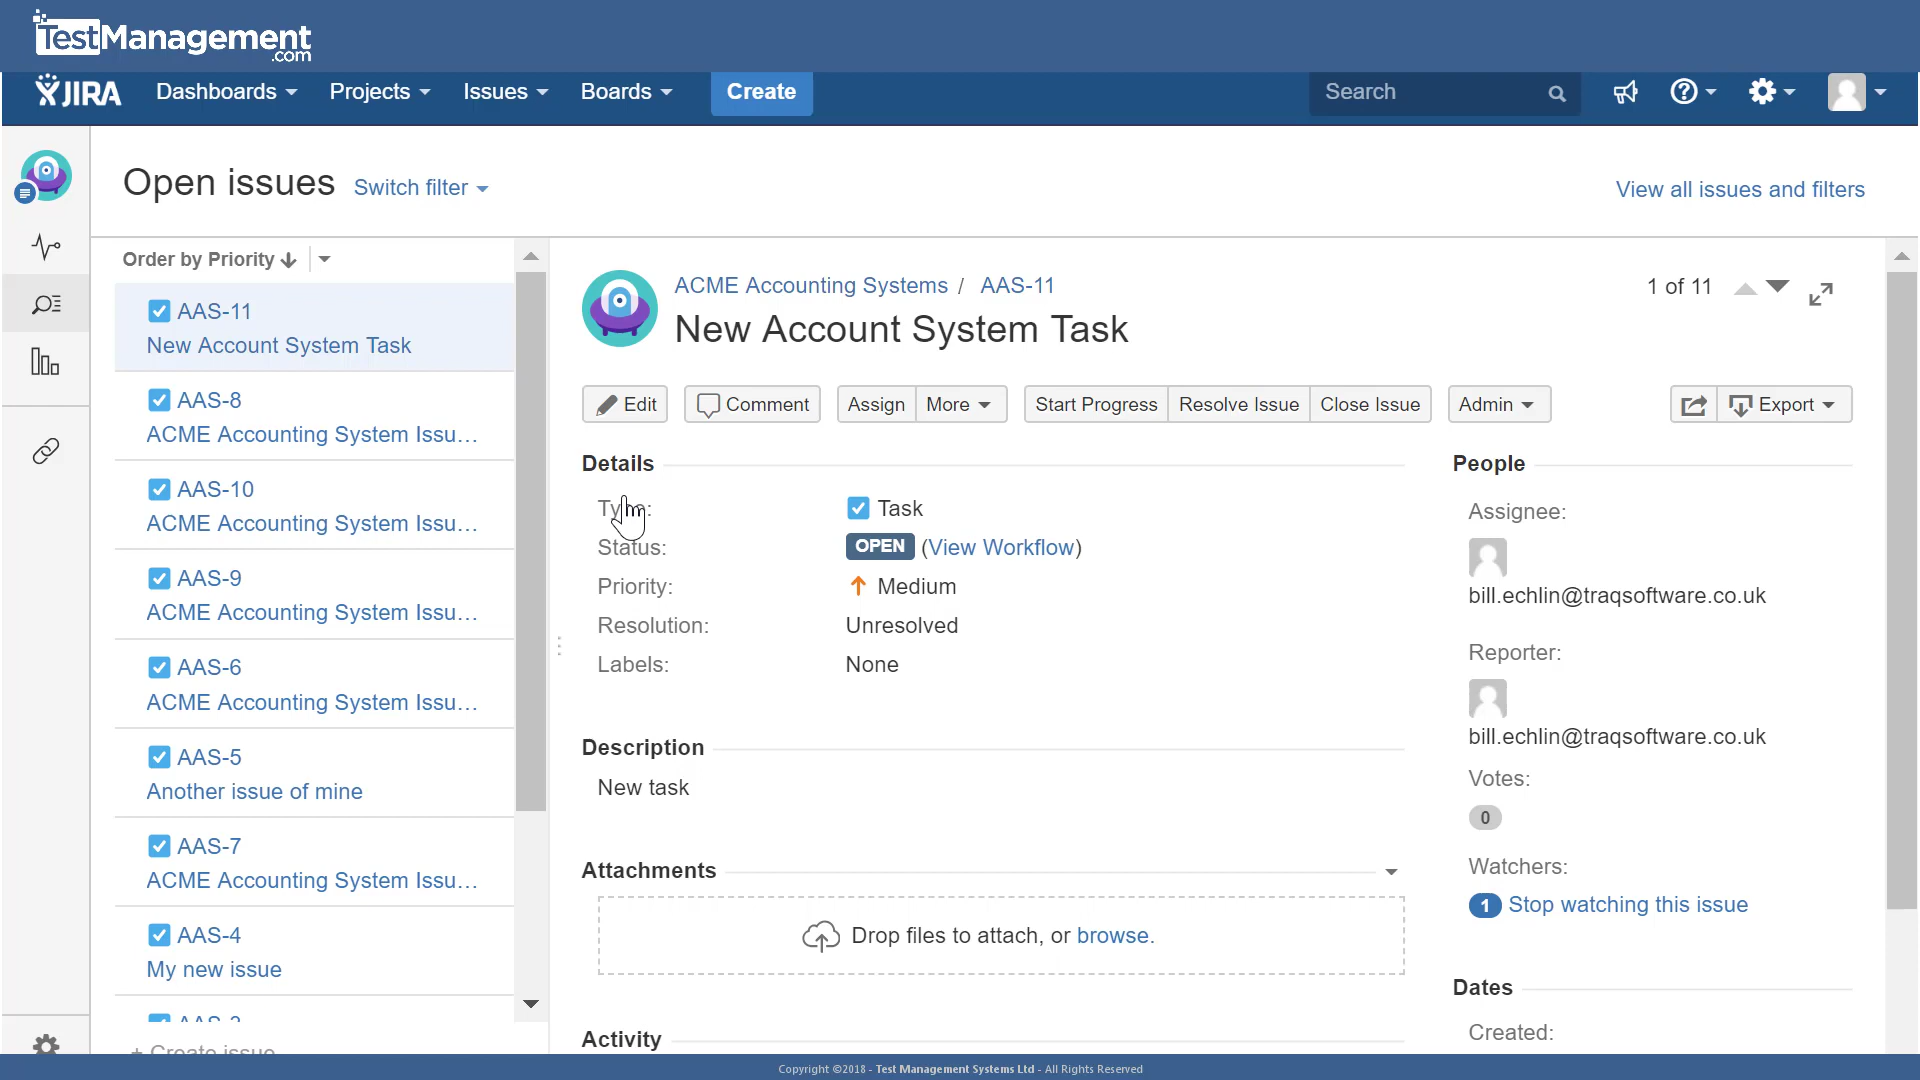 TestManagement
.com
JIRA Dashboards Projects Issues Boards Create Search
Open issues Switch filter View all issues and filters
Order by Priority
AAS-11
New Account System Task
AAS-8
ACME Accounting System Issu...
AAS-10
ACME Accounting System Issu...
AAS-9
ACME Accounting System Issu...
AAS-6
ACME Accounting System Issu...
AAS-5
Another issue of mine
AAS-7
ACME Accounting System Issu...
AAS-4
My new issue
+ Create issue
ACME Accounting Systems / AAS-11
1 of 11
New Account System Task
Edit Comment Assign More Start Progress Resolve Issue Close Issue Admin Export
Details
Type: Task
Status: OPEN (View Workflow)
Priority: Medium
Resolution: Unresolved
Labels: None
Description
New task
Attachments
Drop files to attach, or browse.
Activity
People
Assignee:
bill.echlin@traqsoftware.co.uk
Reporter:
bill.echlin@traqsoftware.co.uk
Votes:
0
Watchers:
1 Stop watching this issue
Dates
Created:
Copyright ©2018 - Test Management Systems Ltd - All Rights Reserved